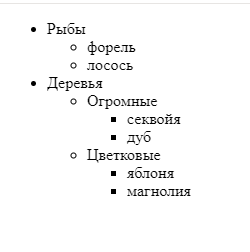 Рыбы
форель
лосось
Деревья
Огромные
секвойя
дуб
Цветковые
яблоня
магнолия